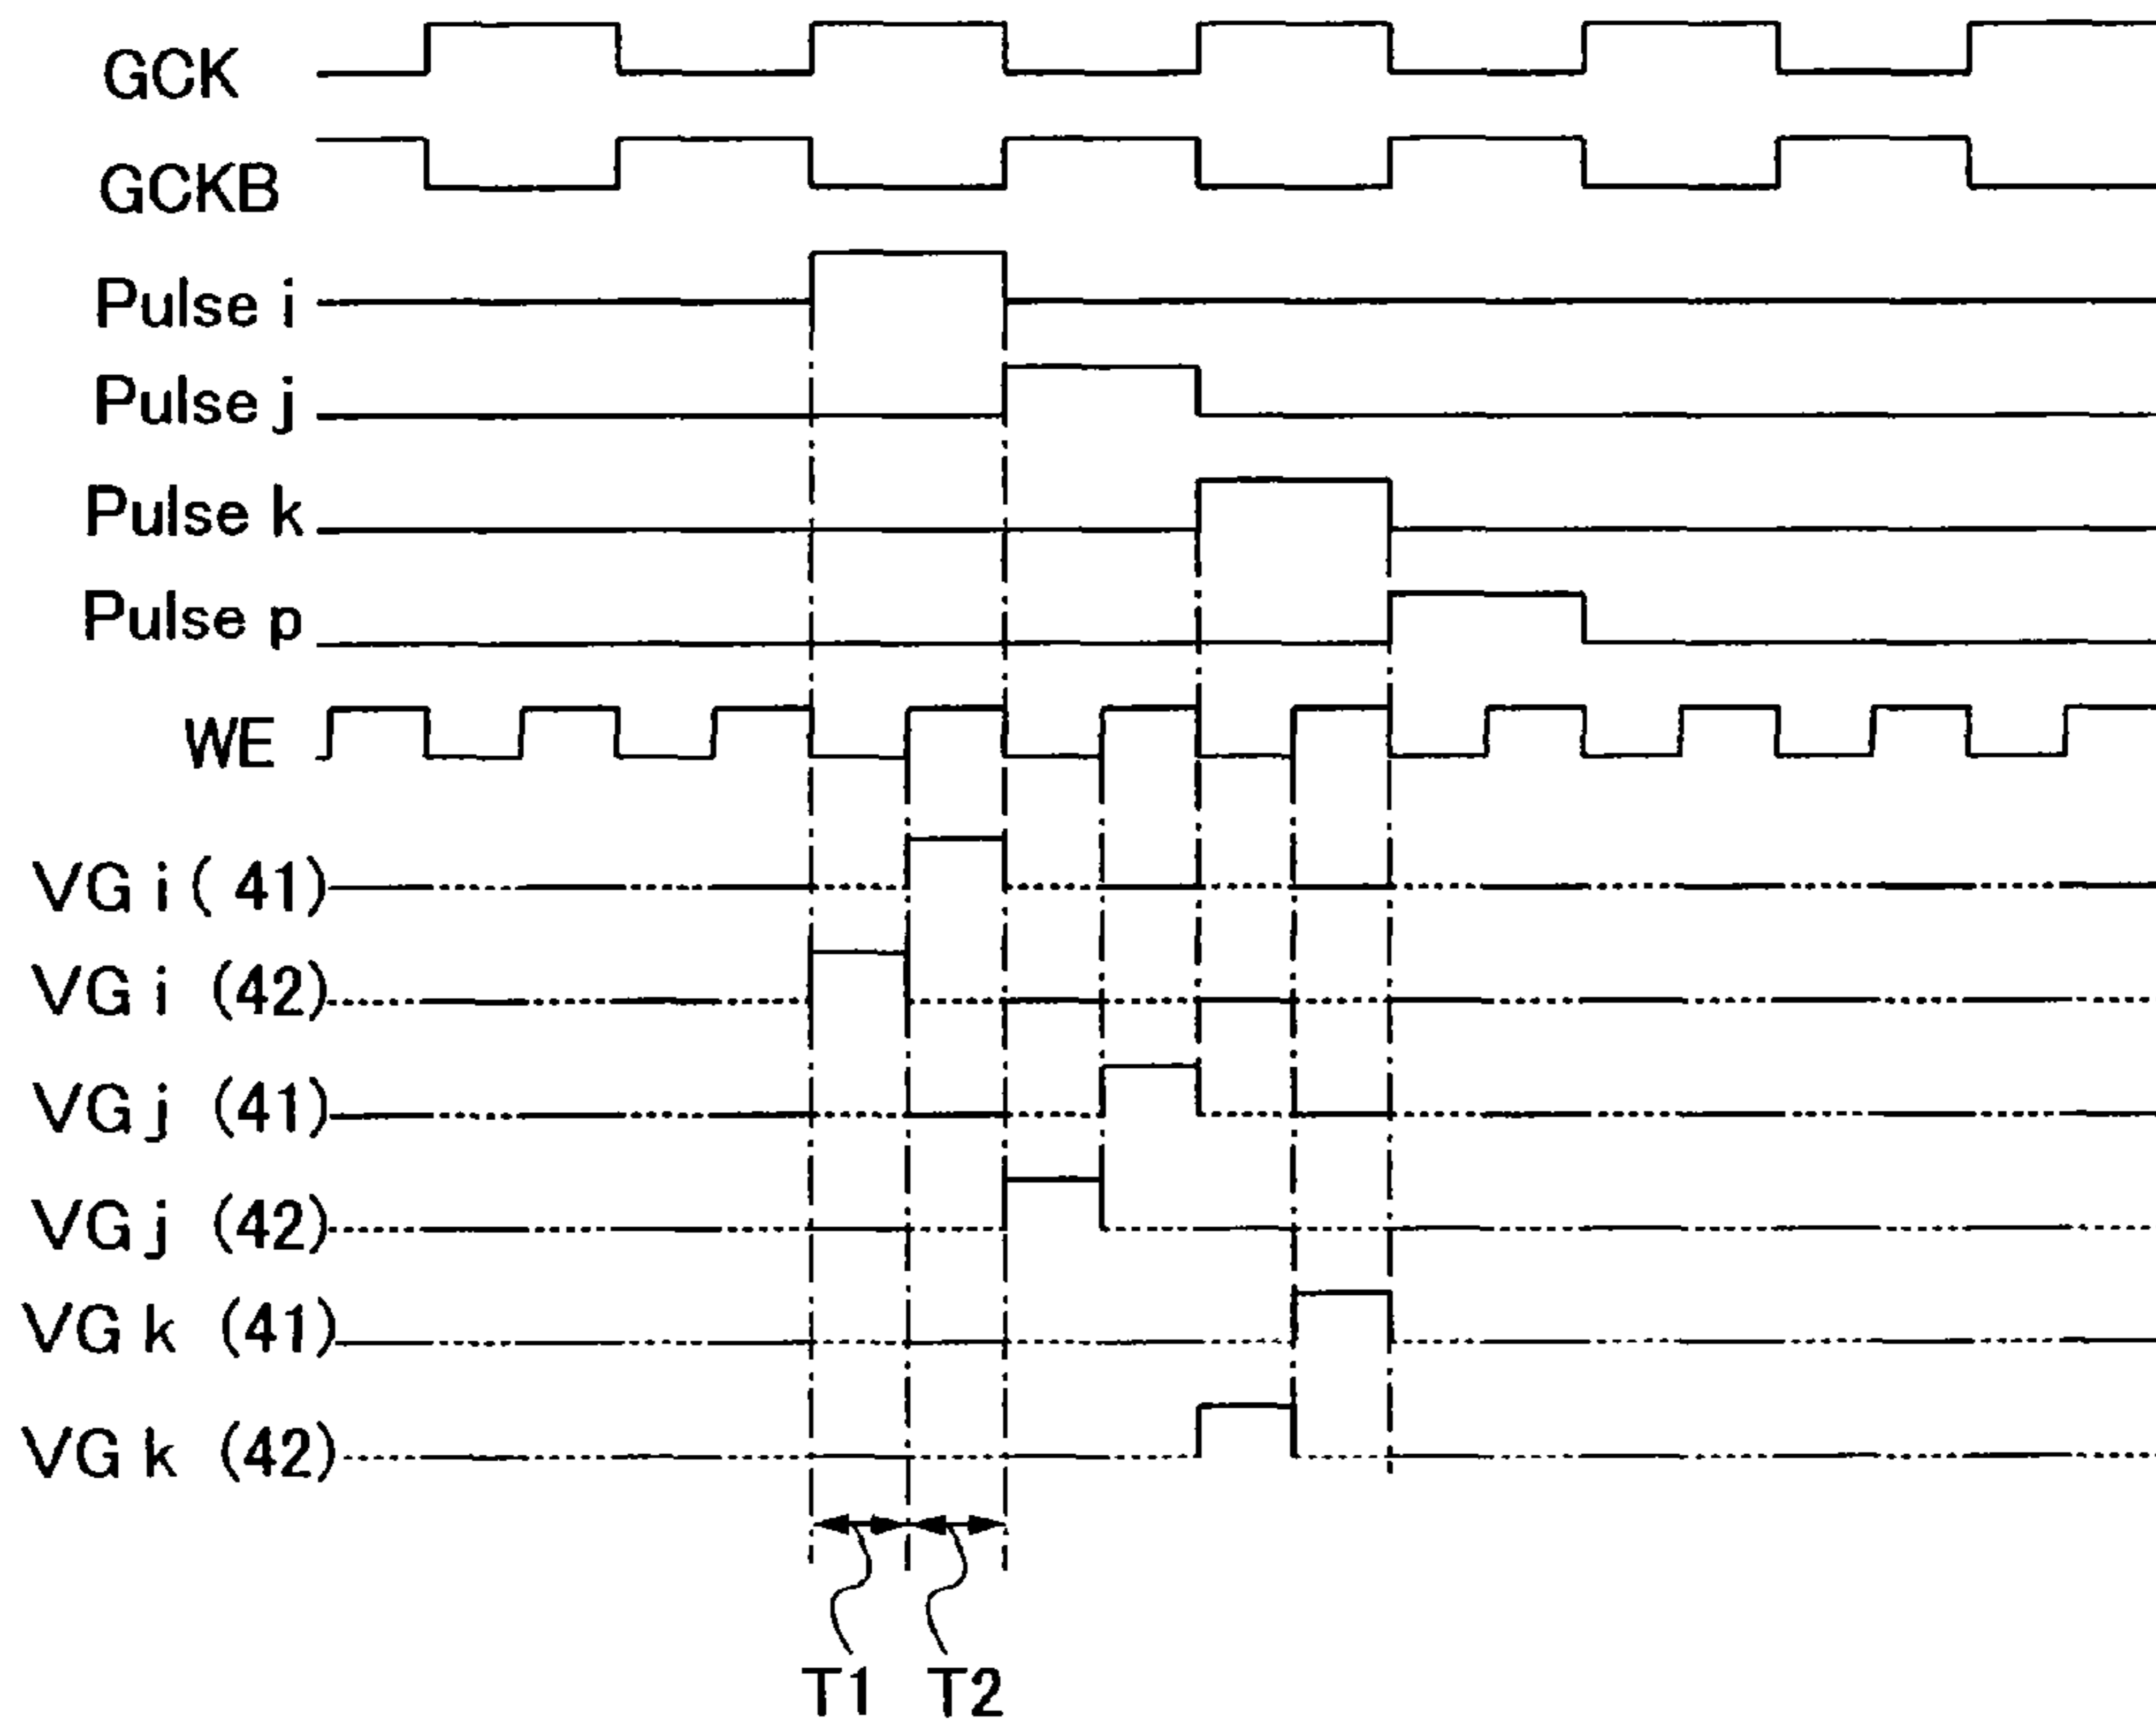 GCK
GCKB
Pulse i
Pulse j
Pulse k
Pulse p
WE
VG i ( 41)
VG i (42)
VG j (41)
VG j (42)
VG k (41)
VG k (42)
T1 T2